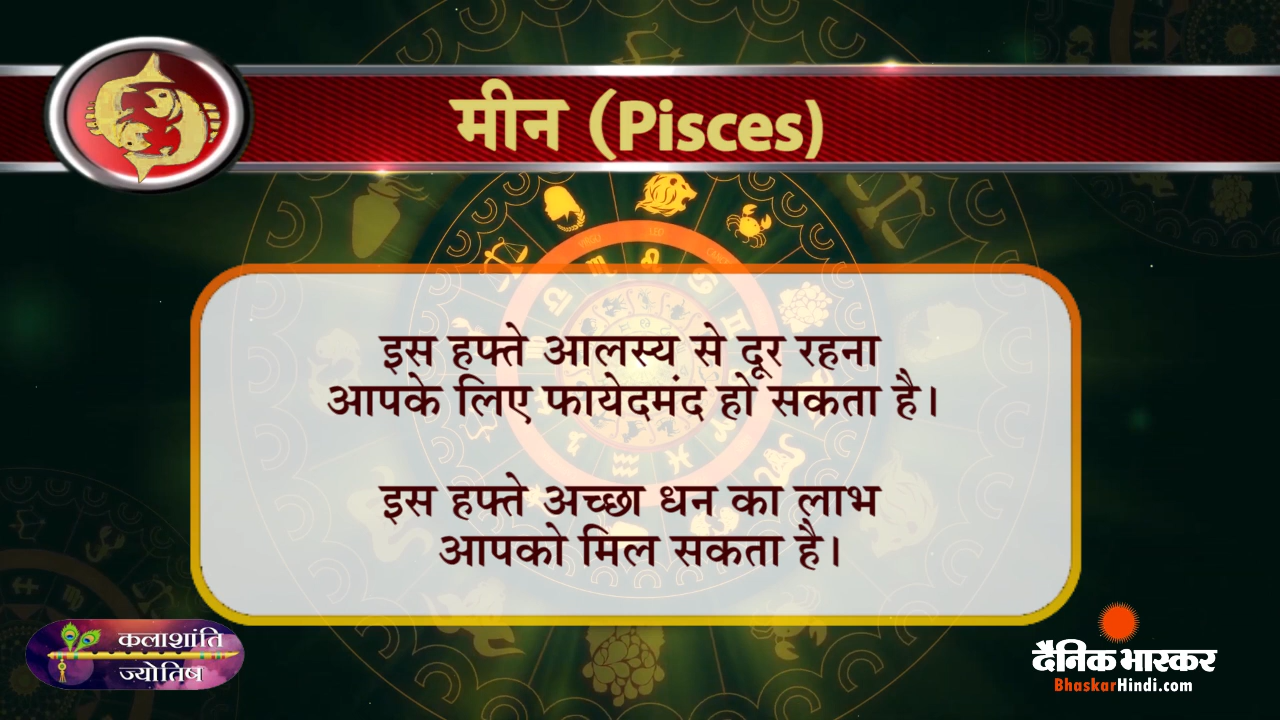 मीन (Pisces)
इस हफ्ते आलस्य से दूर रहना
आपके लिए फायेदमंद हो सकता है।
इस हफ्ते अच्छा धन का लाभ
आपको मिल सकता है।
कलाशांति
ज्योतिष
दैनिक भास्कर
BhaskarHindi.com